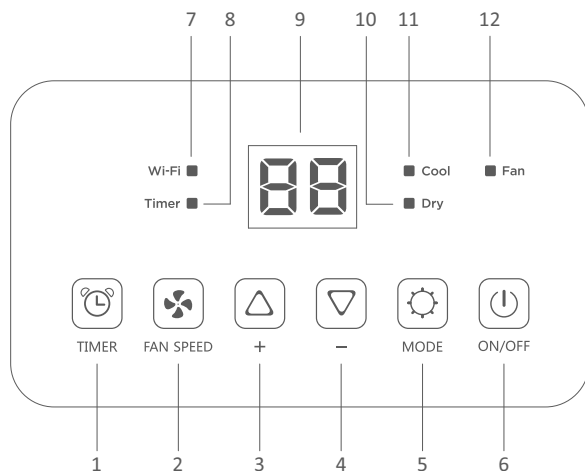 7 8 9 10 11 12
Wi-Fi 88 Cool Fan
Timer Dry
TIMER FAN SPEED + − MODE ON/OFF
1 2 3 4 5 6